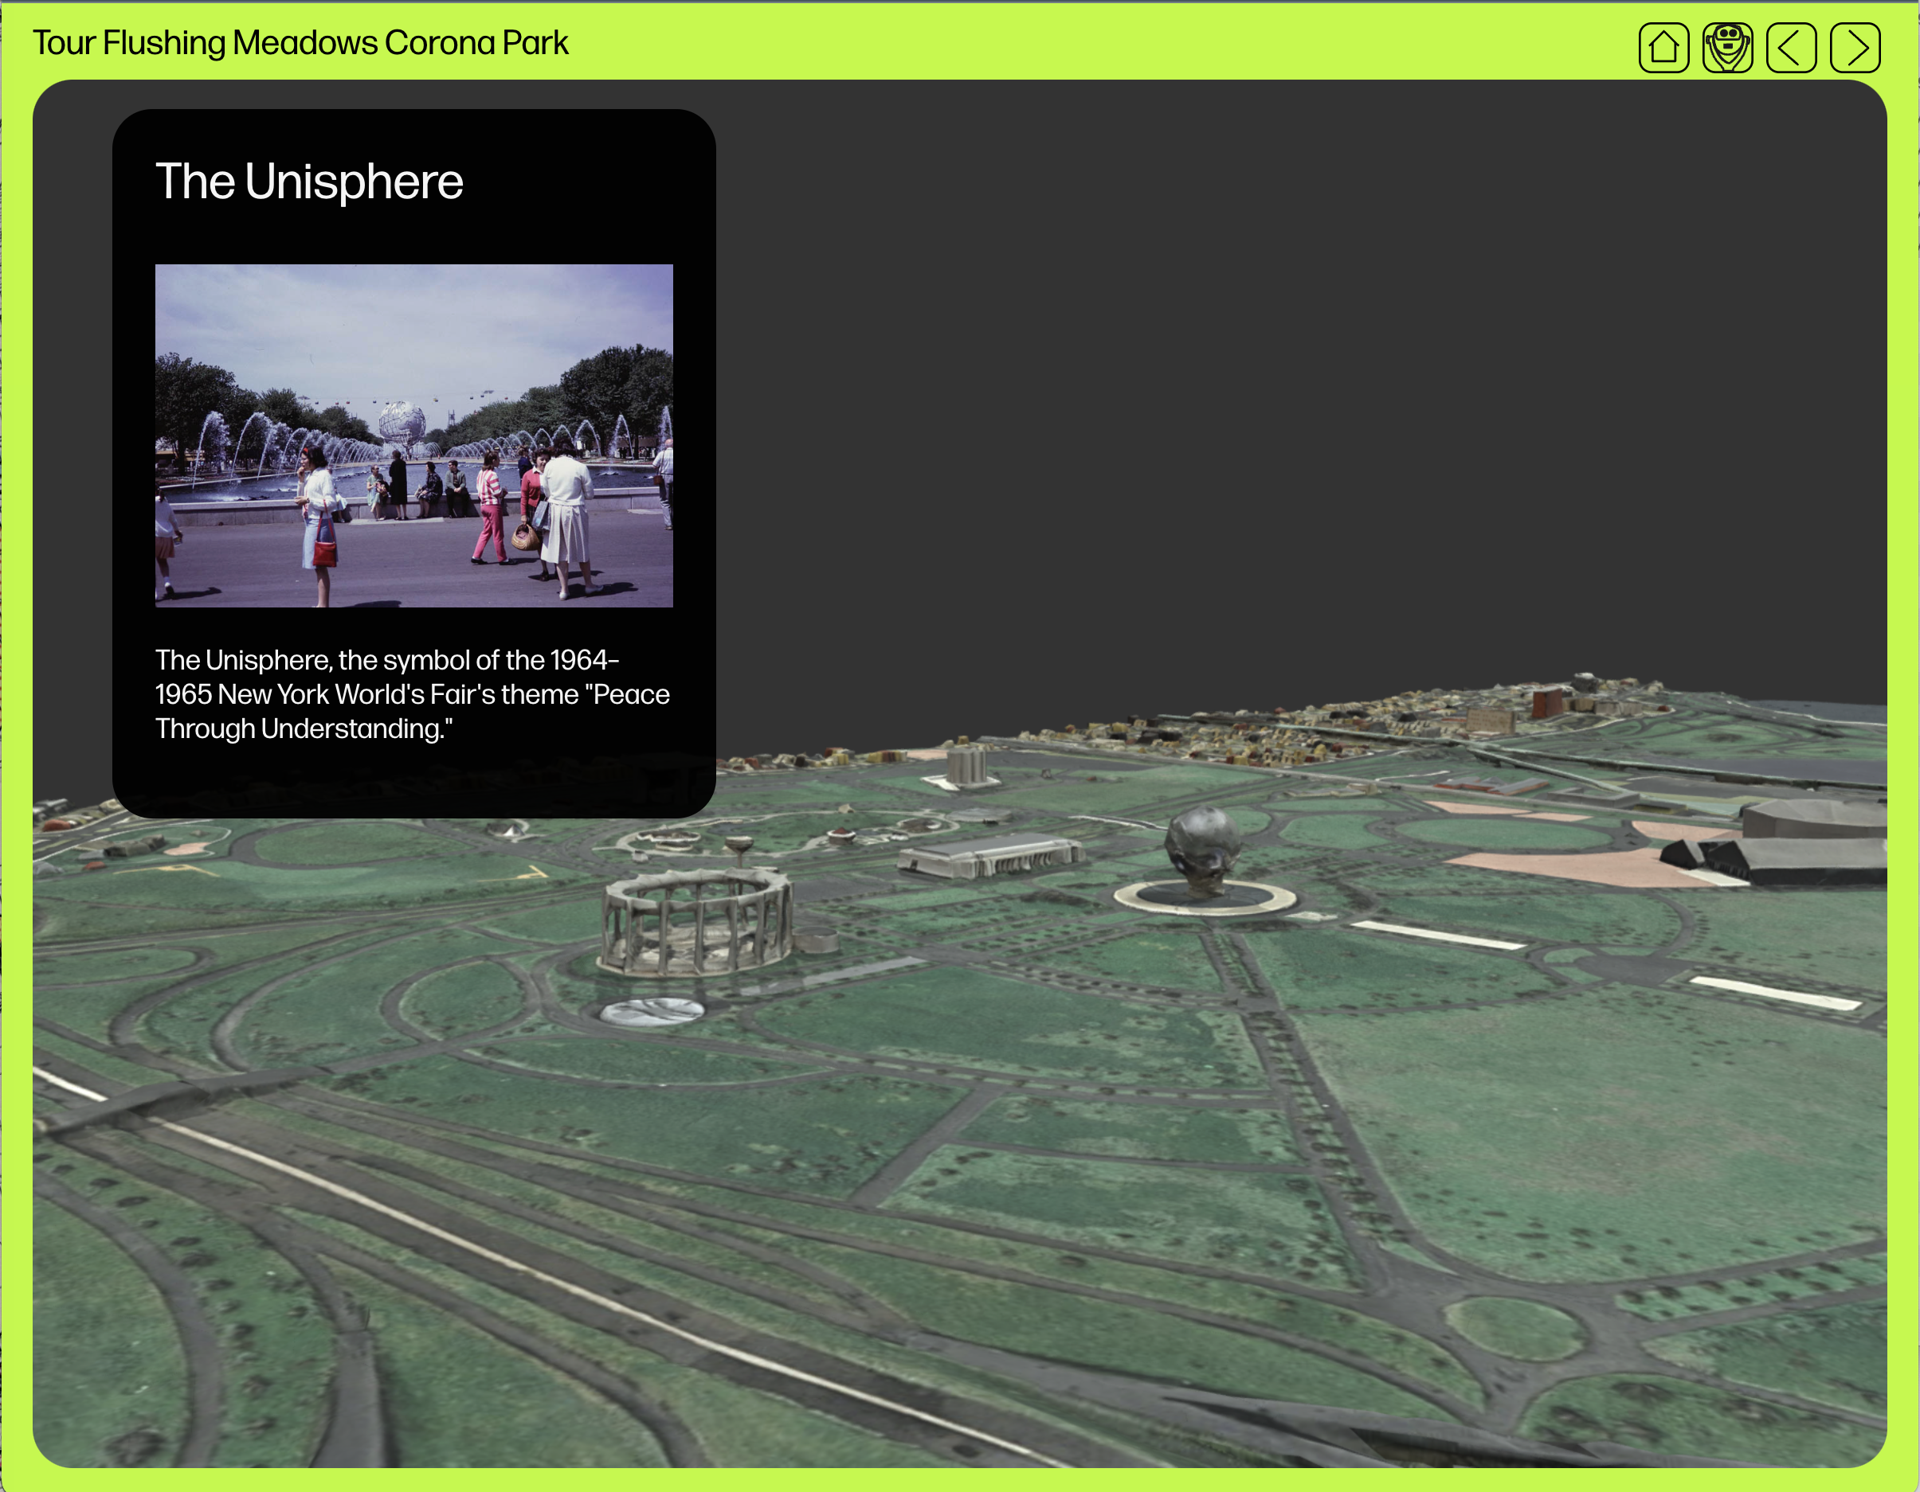 Tour Flushing Meadows Corona Park
The Unisphere
The Unisphere, the symbol of the 1964–
1965 New York World's Fair's theme "Peace
Through Understanding."